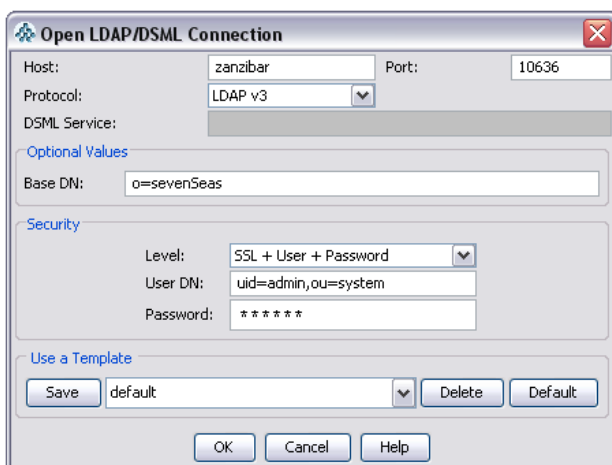 Open LDAP/DSML Connection
Host: zanzibar Port: 10636
Protocol: LDAP v3
DSML Service:
Optional Values
Base DN: o=sevenSeas
Security
Level: SSL + User + Password
User DN: uid=admin,ou=system
Password: ******
Use a Template
Save default Delete Default
OK Cancel Help